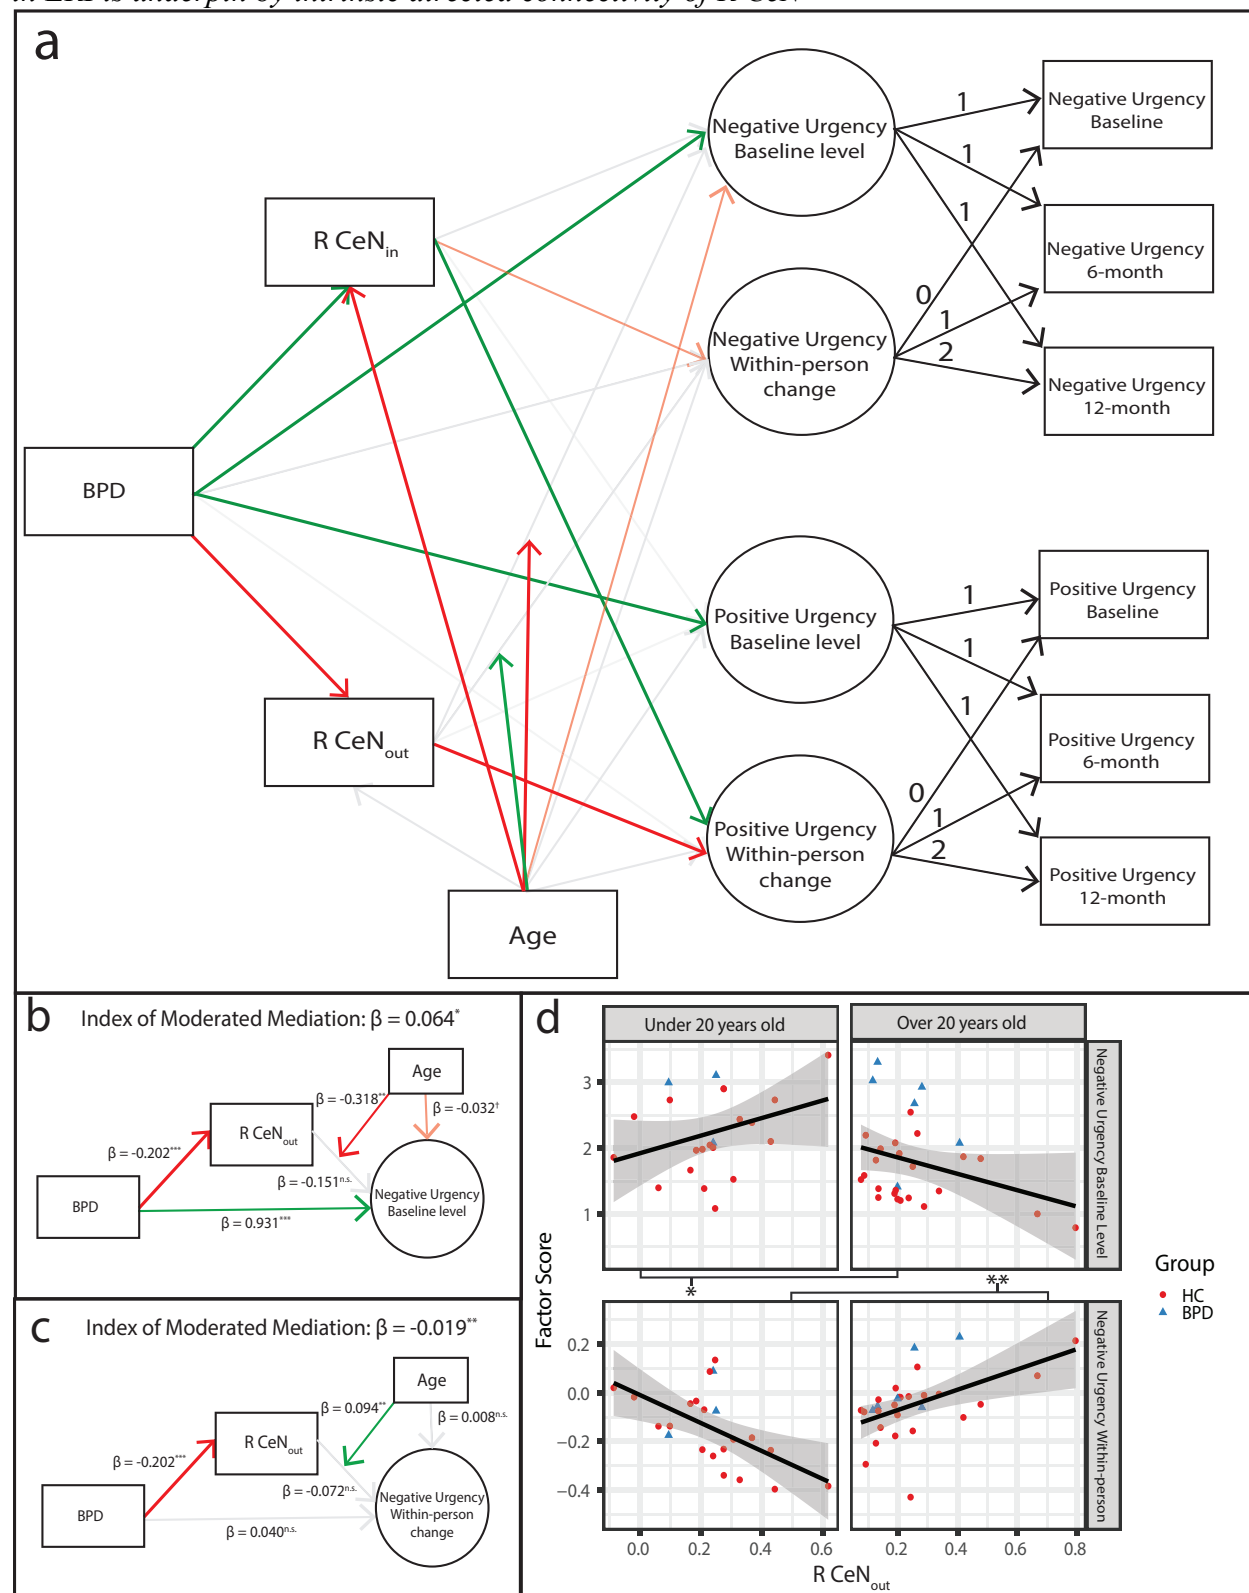 in ERI is underpin by intrinsic directed connectivity of R CeN
a
Negative Urgency
Baseline level
Negative Urgency
Baseline
R CeNin
Negative Urgency
6-month
Negative Urgency
Within-person
change
Negative Urgency
12-month
1
1
1
0
1
2
BPD
Positive Urgency
Baseline level
Positive Urgency
Baseline
R CeNout
Positive Urgency
6-month
Positive Urgency
Within-person
change
Positive Urgency
12-month
1
1
1
0
1
2
Age
b
Index of Moderated Mediation: β = 0.064*
Age
β = -0.318**
β = -0.032†
R CeNout
β = -0.202***
β = -0.151n.s.
BPD
β = 0.931***
Negative Urgency
Baseline level
c
Index of Moderated Mediation: β = -0.019**
Age
β = 0.094**
β = 0.008n.s.
R CeNout
β = -0.202***
β = -0.072n.s.
BPD
β = 0.040n.s.
Negative Urgency
Within-person
change
d
Under 20 years old
Over 20 years old
Negative Urgency Baseline Level
3
2
1
*
**
Factor Score
Negative Urgency Within-person
0.2
0.0
−0.2
−0.4
0.0 0.2 0.4 0.6
0.2 0.4 0.6 0.8
R CeNout
Group
HC
BPD